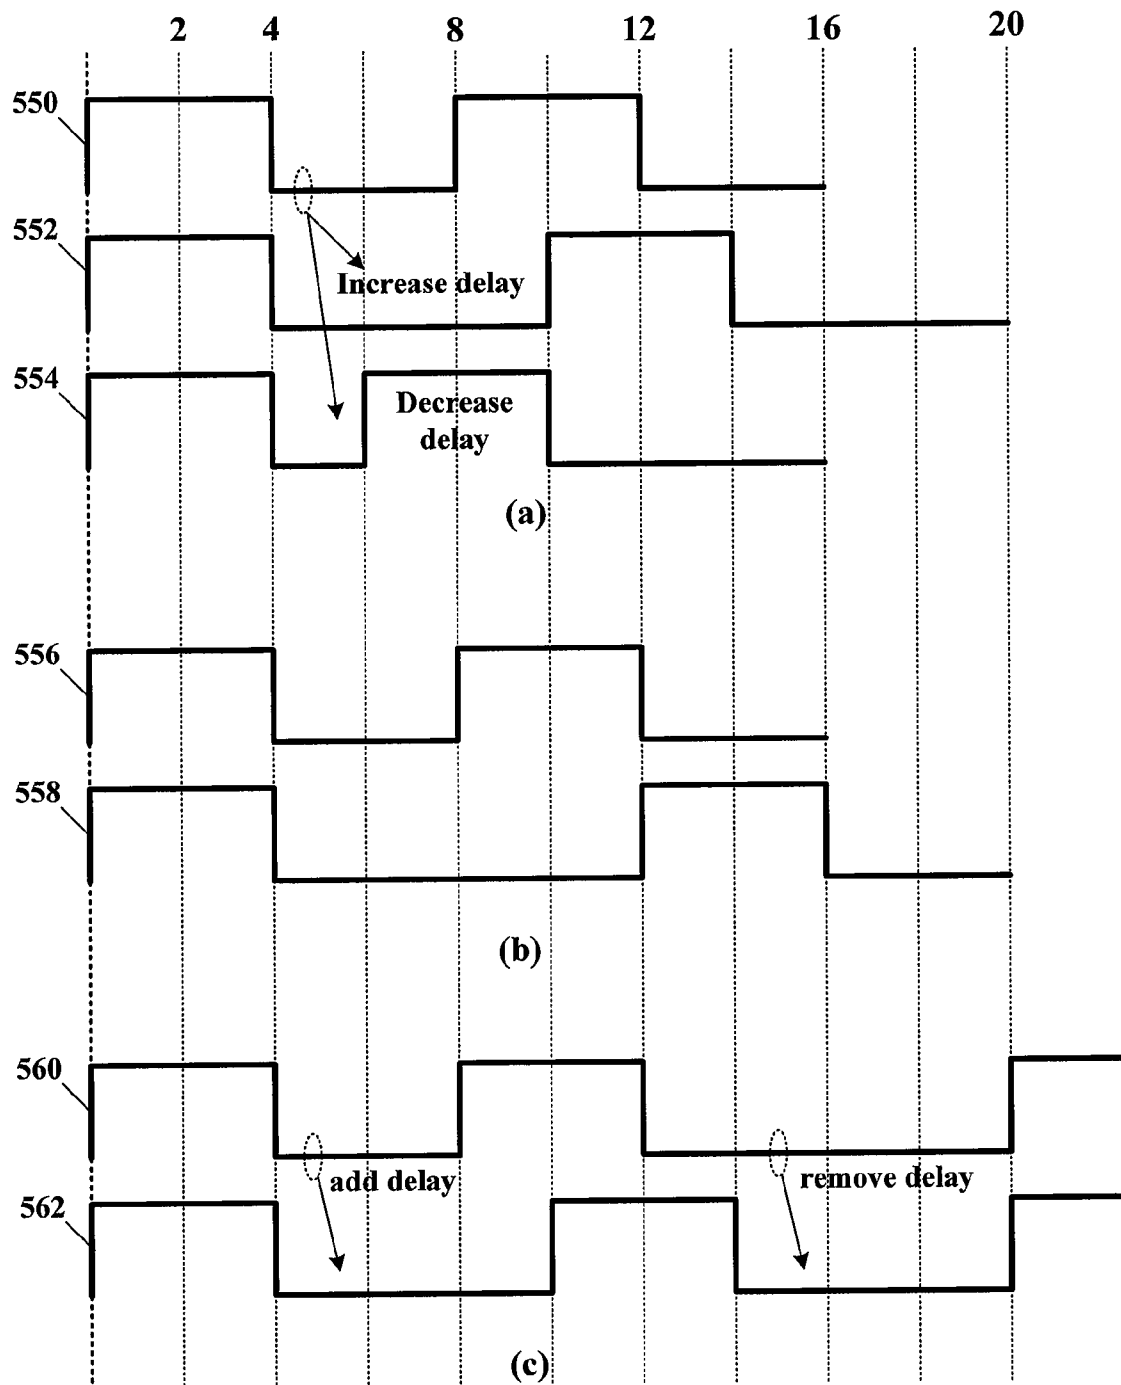 2 4 8 12 16 20
550
552
Increase delay
554
Decrease
delay
(a)
556
558
(b)
560
add delay
remove delay
562
(c)